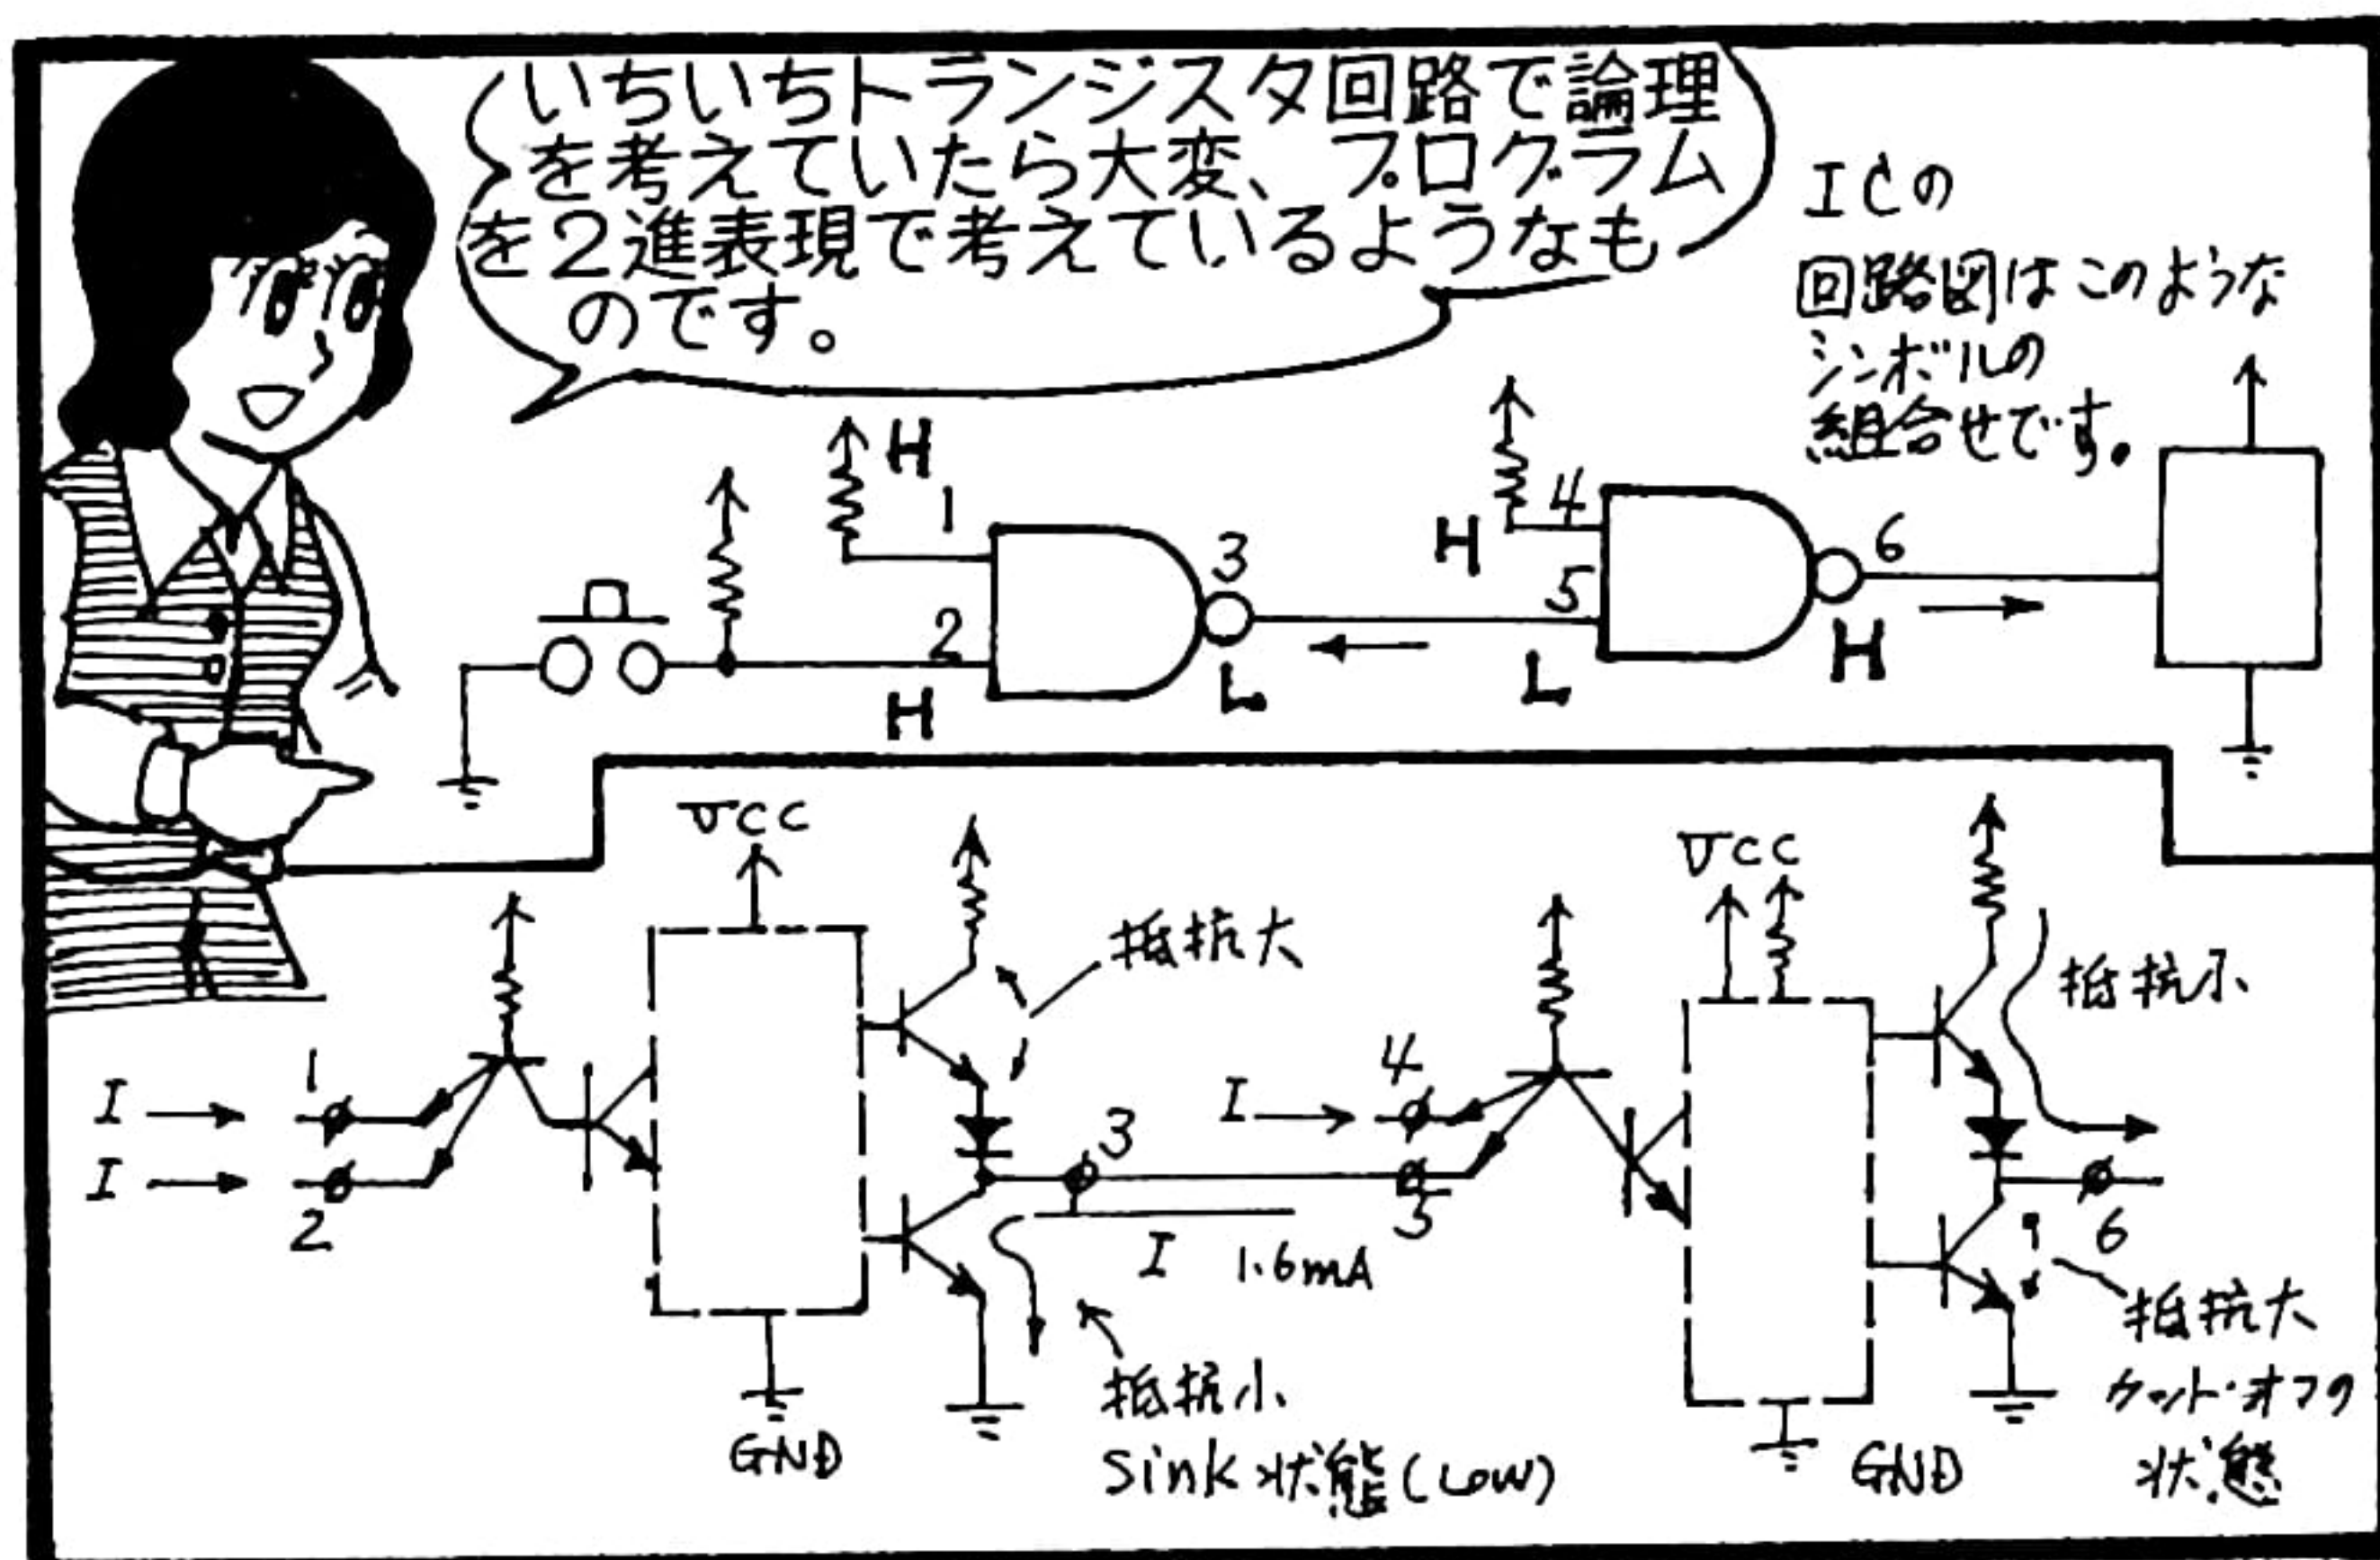 いちいちトランジスタ回路で論理
を考えていたら大変、プログラム
を2進表現で考えているようなも
のです。
ICの
回路図はこのような
シンボルの
組合せです。
H
1
2
H
3
L
H
4
5
L
6
H
VCC
抵抗大
I
1
I
2
3
I 1.6mA
抵抗小
Sink状態(Low)
GND
VCC
抵抗小
I
4
5
6
抵抗大
カット・オフの
状態
GND